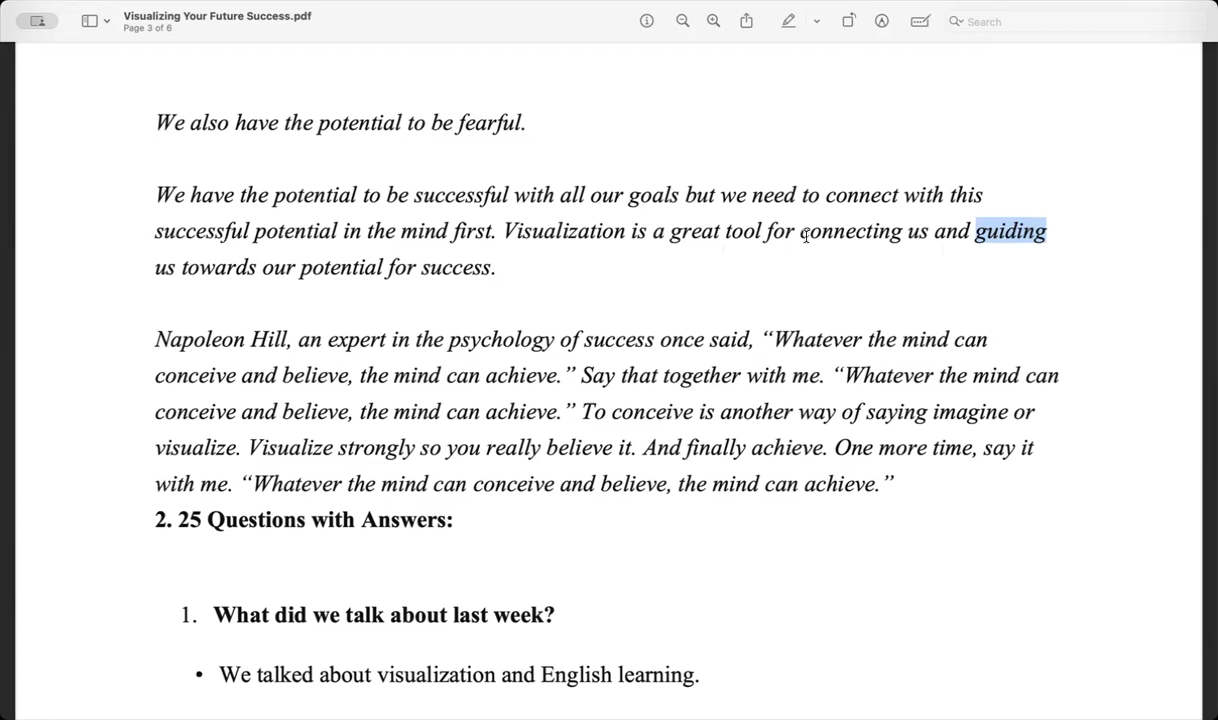 Visualizing Your Future Success.pdf
Page 3 of 6
Search
We also have the potential to be fearful.
We have the potential to be successful with all our goals but we need to connect with this
successful potential in the mind first. Visualization is a great tool for connecting us and guiding
us towards our potential for success.
Napoleon Hill, an expert in the psychology of success once said, “Whatever the mind can
conceive and believe, the mind can achieve.” Say that together with me. “Whatever the mind can
conceive and believe, the mind can achieve.” To conceive is another way of saying imagine or
visualize. Visualize strongly so you really believe it. And finally achieve. One more time, say it
with me. “Whatever the mind can conceive and believe, the mind can achieve.”
2. 25 Questions with Answers:
1. What did we talk about last week?
• We talked about visualization and English learning.